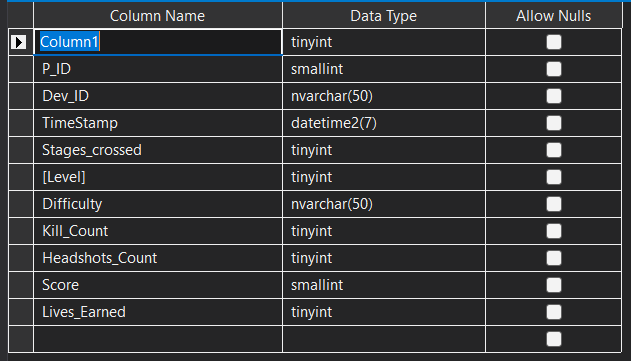 Column Name Data Type Allow Nulls
Column1 tinyint
P_ID smallint
Dev_ID nvarchar(50)
TimeStamp datetime2(7)
Stages_crossed tinyint
[Level] tinyint
Difficulty nvarchar(50)
Kill_Count tinyint
Headshots_Count tinyint
Score smallint
Lives_Earned tinyint